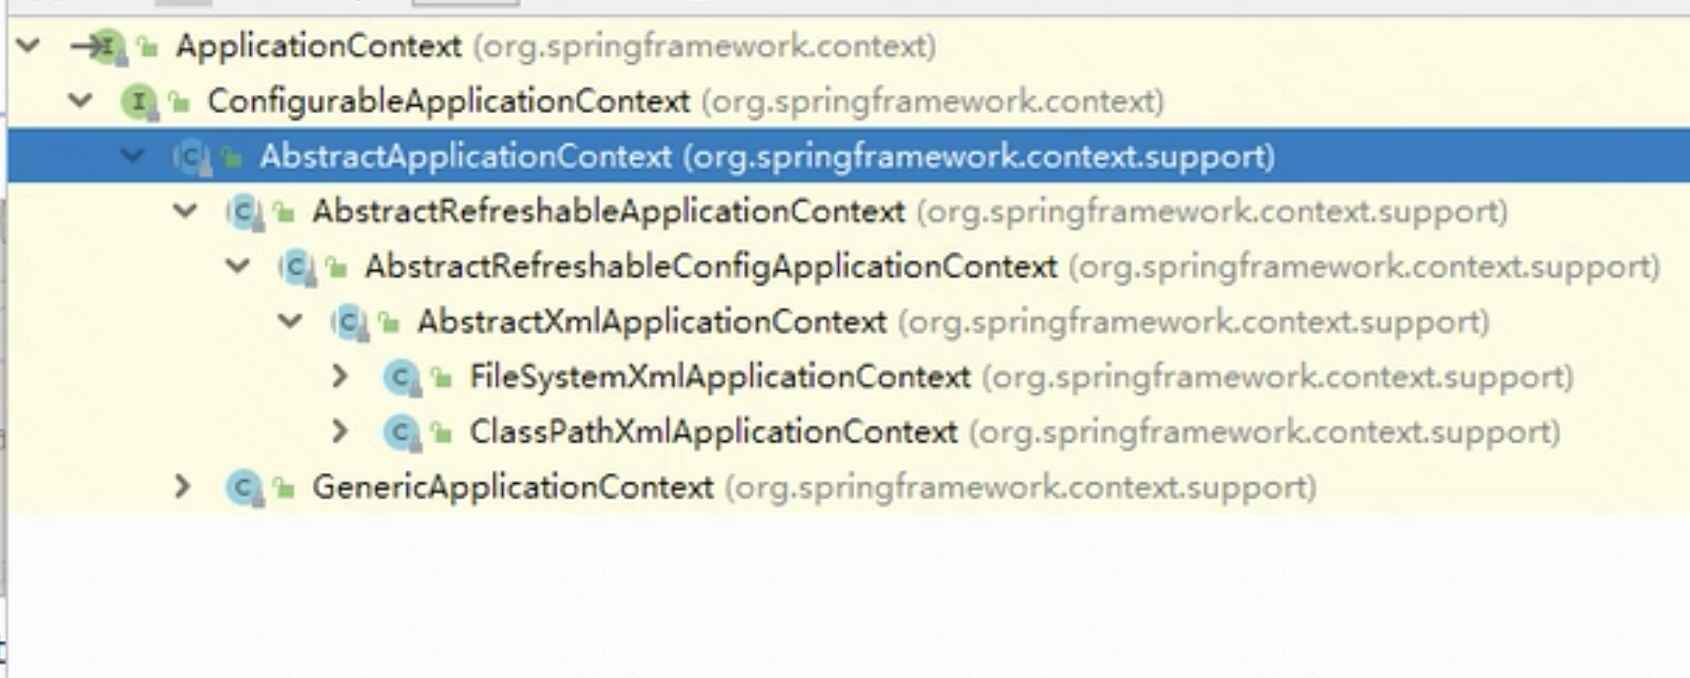 ApplicationContext (org.springframework.context)
ConfigurableApplicationContext (org.springframework.context)
AbstractApplicationContext (org.springframework.context.support)
AbstractRefreshableApplicationContext (org.springframework.context.support)
AbstractRefreshableConfigApplicationContext (org.springframework.context.support)
AbstractXmlApplicationContext (org.springframework.context.support)
FileSystemXmlApplicationContext (org.springframework.context.support)
ClassPathXmlApplicationContext (org.springframework.context.support)
GenericApplicationContext (org.springframework.context.support)